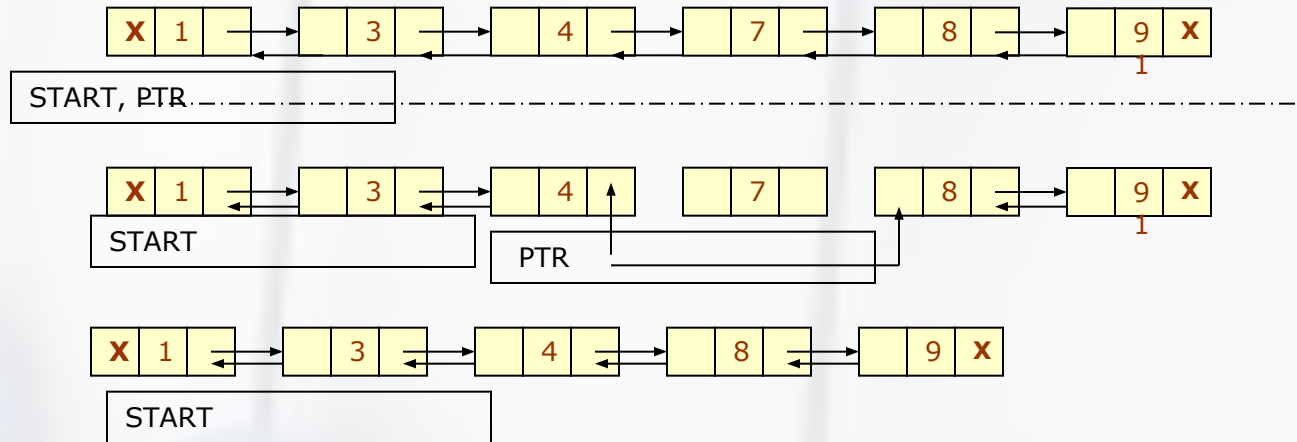 X 1 3 4 7 8 9 X
1
START, PTR
X 1 3 4 7 8 9 X
1
START
PTR
X 1 3 4 8 9 X
START